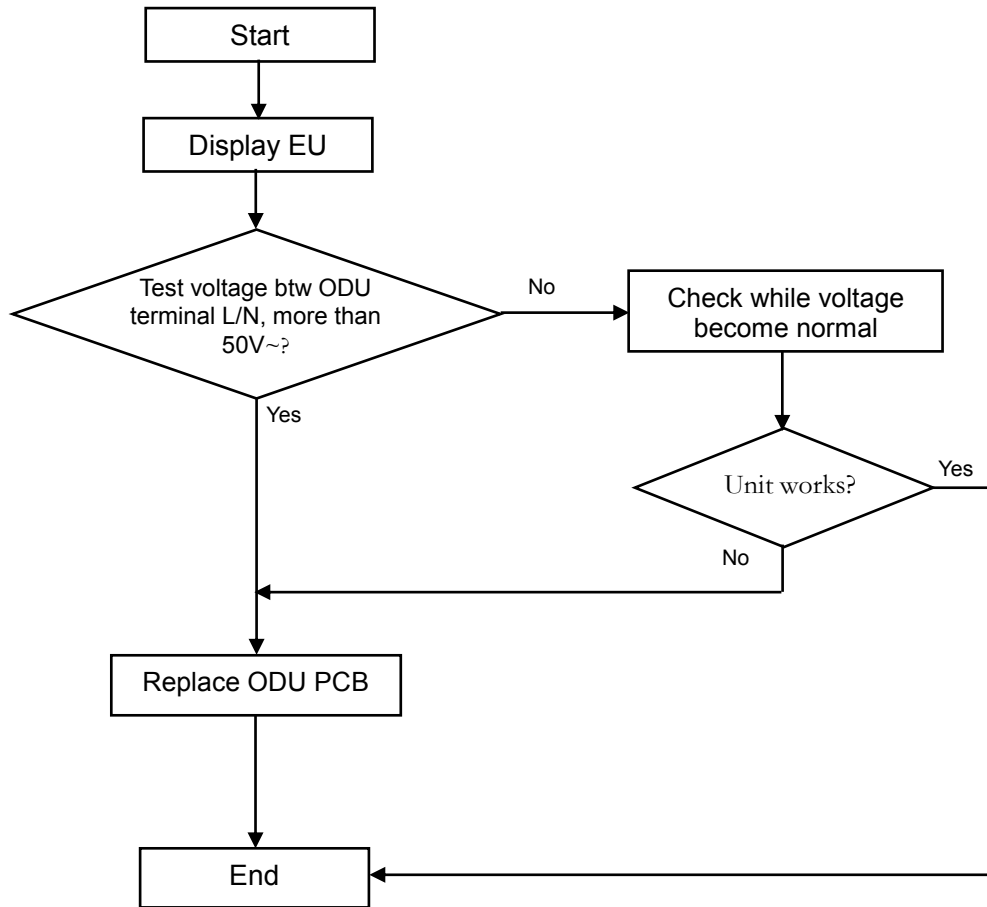 Start
Display EU
Test voltage btw ODU
terminal L/N, more than
50V~?
No
Check while voltage
become normal
Yes
Unit works?
Yes
No
Replace ODU PCB
End